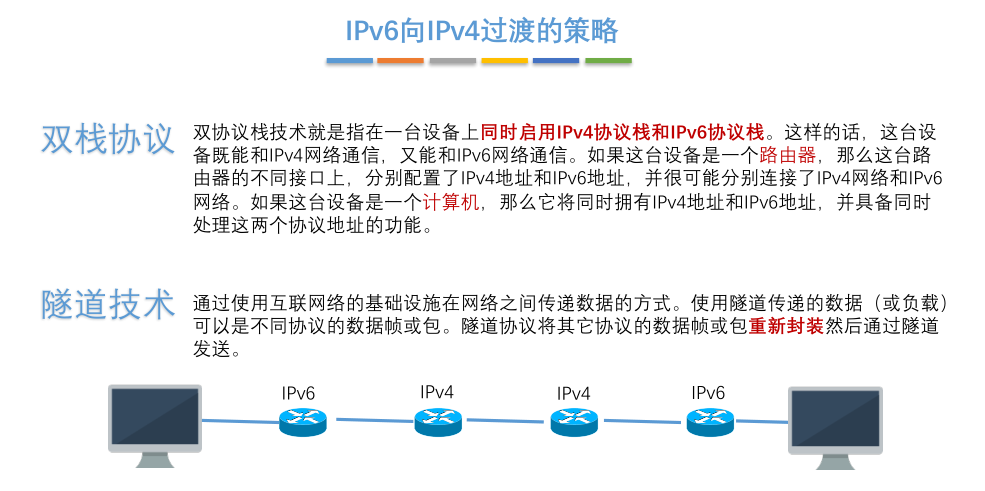 IPv6向IPv4过渡的策略
双栈协议
双协议栈技术就是指在一台设备上同时启用IPv4协议栈和IPv6协议栈。这样的话，这台设
备既能和IPv4网络通信，又能和IPv6网络通信。如果这台设备是一个路由器，那么这台路
由器的不同接口上，分别配置了IPv4地址和IPv6地址，并很可能分别连接了IPv4网络和IPv6
网络。如果这台设备是一个计算机，那么它将同时拥有IPv4地址和IPv6地址，并具备同时
处理这两个协议地址的功能。
隧道技术
通过使用互联网络的基础设施在网络之间传递数据的方式。使用隧道传递的数据（或负载）
可以是不同协议的数据帧或包。隧道协议将其它协议的数据帧或包重新封装然后通过隧道
发送。
IPv6
IPv4
IPv4
IPv6